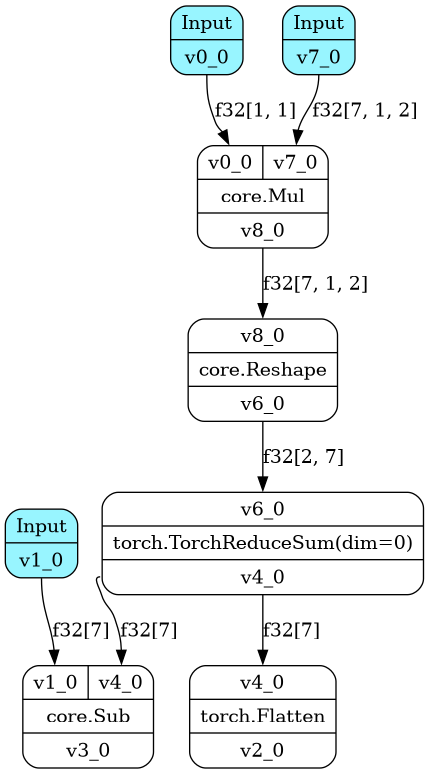 Input
v0_0
Input
v7_0
f32[1, 1]
f32[7, 1, 2]
v0_0 v7_0
core.Mul
v8_0
f32[7, 1, 2]
v8_0
core.Reshape
v6_0
f32[2, 7]
Input
v1_0
v6_0
torch.TorchReduceSum(dim=0)
v4_0
f32[7]
f32[7]
f32[7]
v1_0 v4_0
core.Sub
v3_0
v4_0
torch.Flatten
v2_0